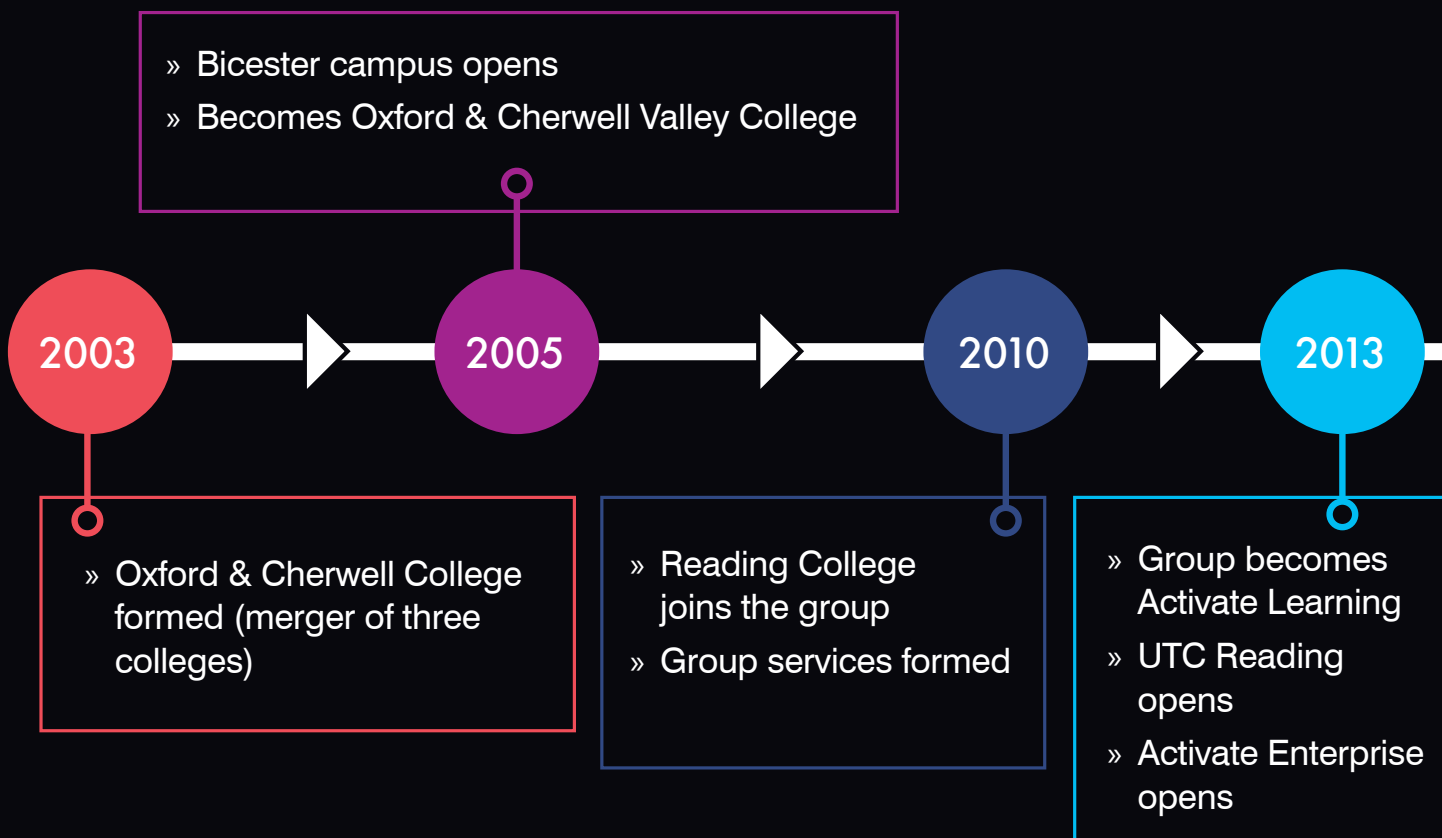 » Bicester campus opens
» Becomes Oxford & Cherwell Valley College
2003
2005
2010
2013
» Oxford & Cherwell College
formed (merger of three
colleges)
» Reading College
joins the group
» Group services formed
» Group becomes
Activate Learning
» UTC Reading
opens
» Activate Enterprise
opens